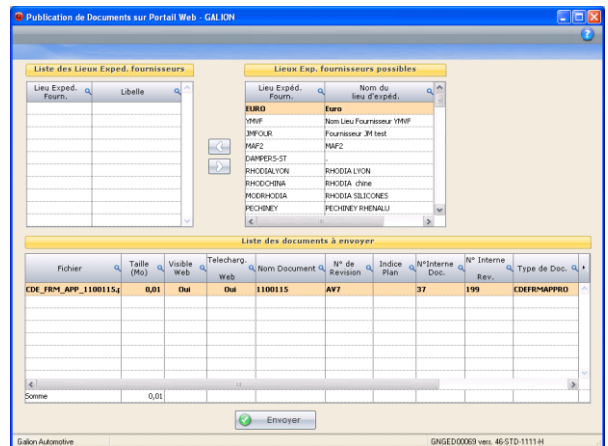 Publication de Documents sur Portail Web - GALION
Liste des Lieux Exped. fournisseurs
Lieux Exp. fournisseurs possibles
Lieu Exped. Fourn.
Libelle
Lieu Expéd. Fourn.
Nom du lieu d'expéd.
EURO Euro
YMVF Nom Lieu Fournisseur YMVF
JMFOUR Fournisseur JM test
MAF2 MAF2
DAMPERS-ST .
RHODIALYON RHODIA LYON
RHODCHINA RHODIA chine
MODRHODIA RHODIA SILICONES
PECHINEY PECHINEY RHENALU
Liste des documents à envoyer
Fichier
Taille (Mo)
Visible Web
Telecharg. Web
Nom Document
N° de Revision
Indice Plan
N°Interne Doc.
N° Interne Rev.
Type de Doc.
CDE_FRM_APP_1100115. 0,01 Oui Oui 1100115 AV7 37 199 CDEFRMAPPRO
Somme 0,01
Envoyer
Galion Automotive
GNGED00069 vers. 46-STD-1111-H